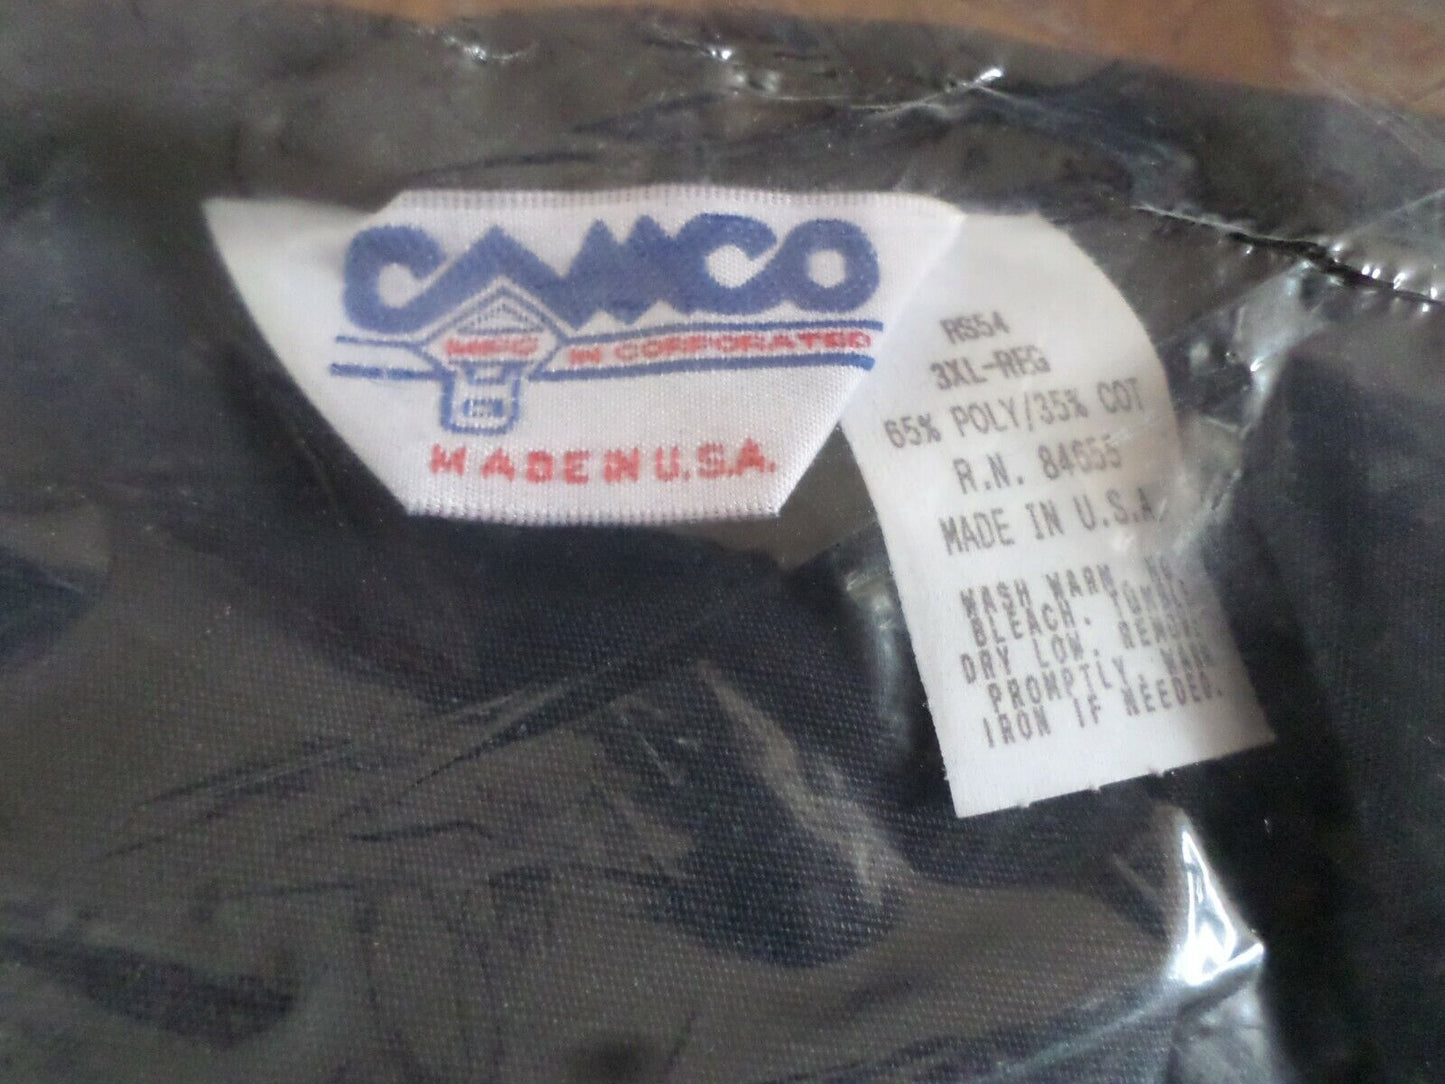 CAMCO
MFG INCORPORATED
MADE IN U.S.A.
RS54
3XL-REG
65% POLY/35% COT
R.N. 84655
MADE IN U.S.A
WASH WARM. NO
BLEACH. TUMBLE
DRY LOW. REMOVE
PROMPTLY. WARM
IRON IF NEEDED.